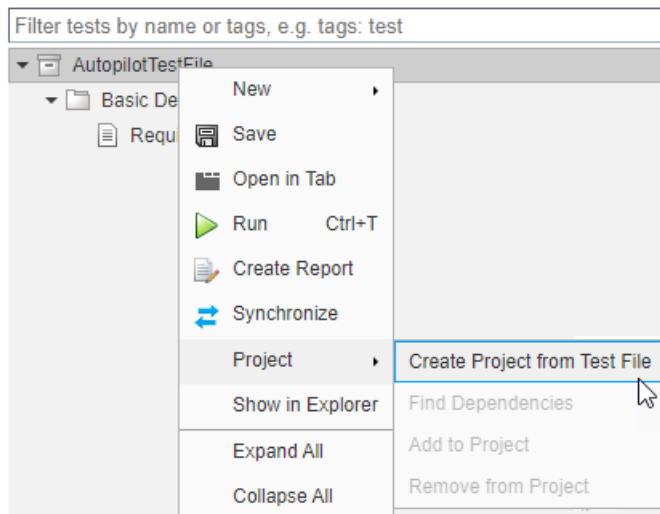 Filter tests by name or tags, e.g. tags: test
AutopilotTestFile
Basic De
Requi
New
Save
Open in Tab
Run Ctrl+T
Create Report
Synchronize
Project
Create Project from Test File
Show in Explorer
Find Dependencies
Expand All
Add to Project
Collapse All
Remove from Project